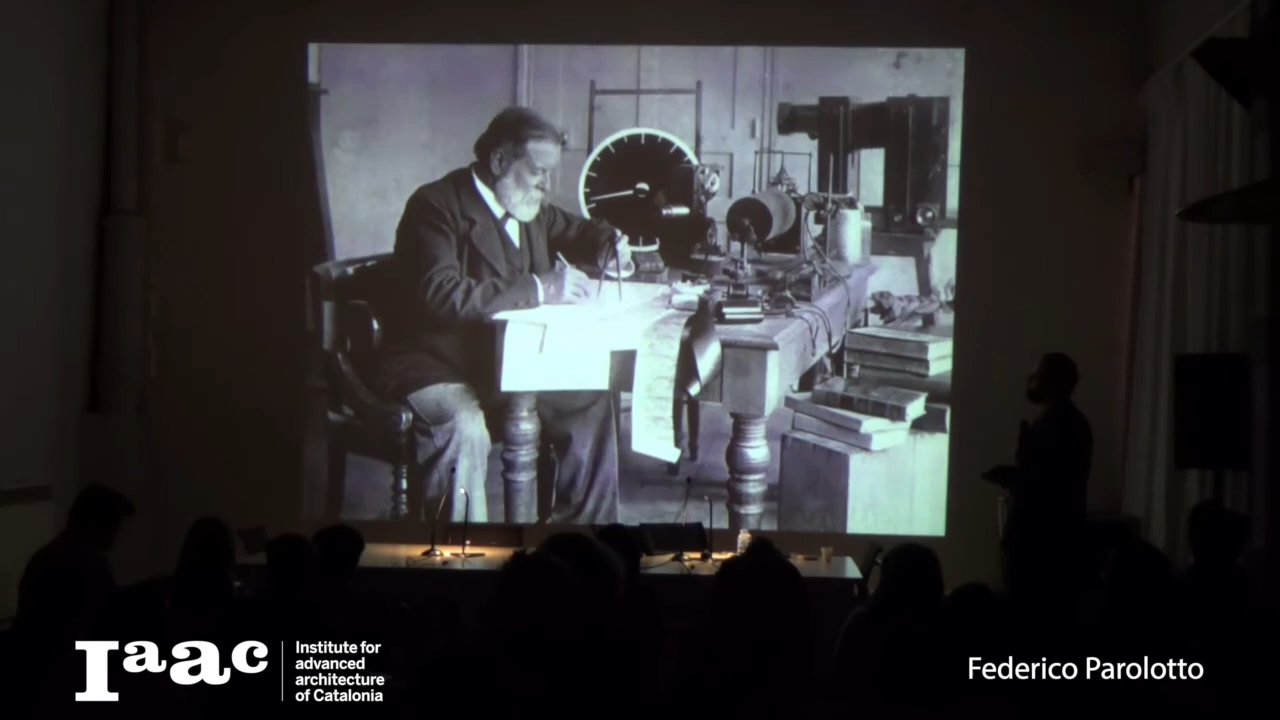 Iaac
Institute for
advanced
architecture
of Catalonia
Federico Parolotto